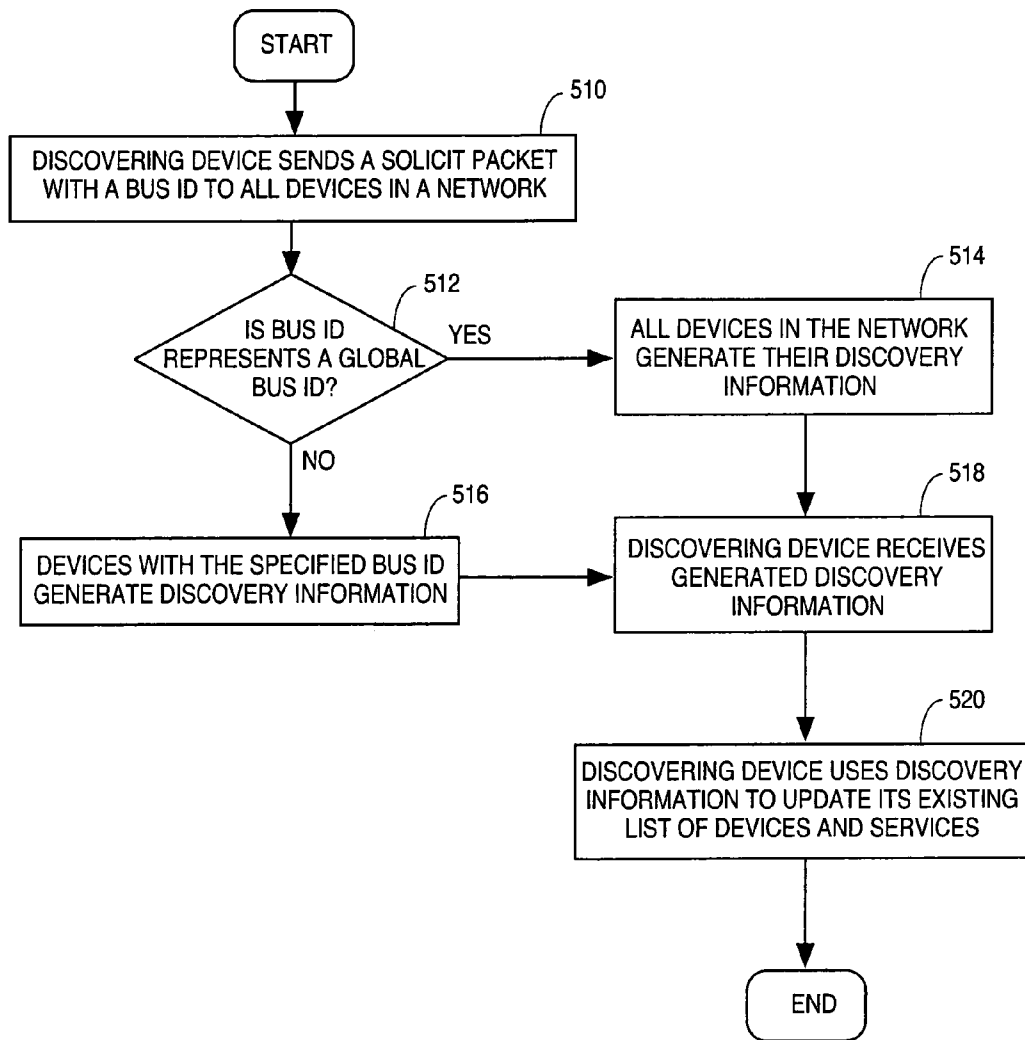 START
510
DISCOVERING DEVICE SENDS A SOLICIT PACKET
WITH A BUS ID TO ALL DEVICES IN A NETWORK
512
IS BUS ID
REPRESENTS A GLOBAL
BUS ID?
YES
NO
514
ALL DEVICES IN THE NETWORK
GENERATE THEIR DISCOVERY
INFORMATION
516
DEVICES WITH THE SPECIFIED BUS ID
GENERATE DISCOVERY INFORMATION
518
DISCOVERING DEVICE RECEIVES
GENERATED DISCOVERY
INFORMATION
520
DISCOVERING DEVICE USES DISCOVERY
INFORMATION TO UPDATE ITS EXISTING
LIST OF DEVICES AND SERVICES
END